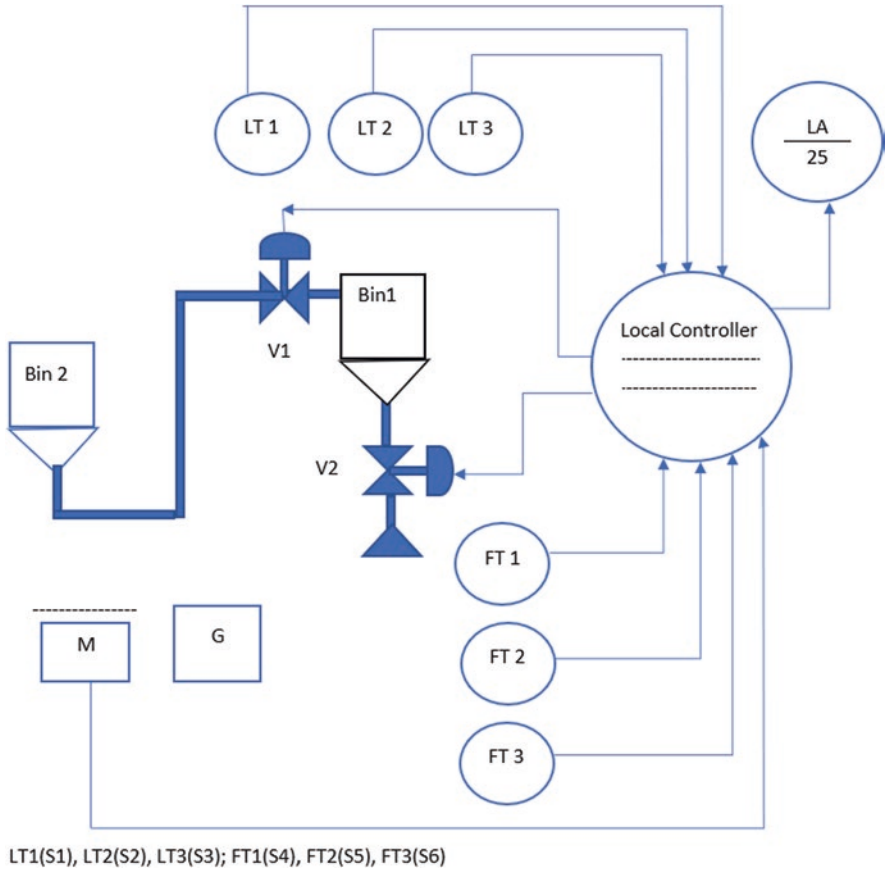 LT 1
LT 2
LT 3
LA
25
Bin1
Local Controller
V1
Bin 2
V2
FT 1
G
M
FT 2
FT 3
LT1(S1), LT2(S2), LT3(S3); FT1(S4), FT2(S5), FT3(S6)